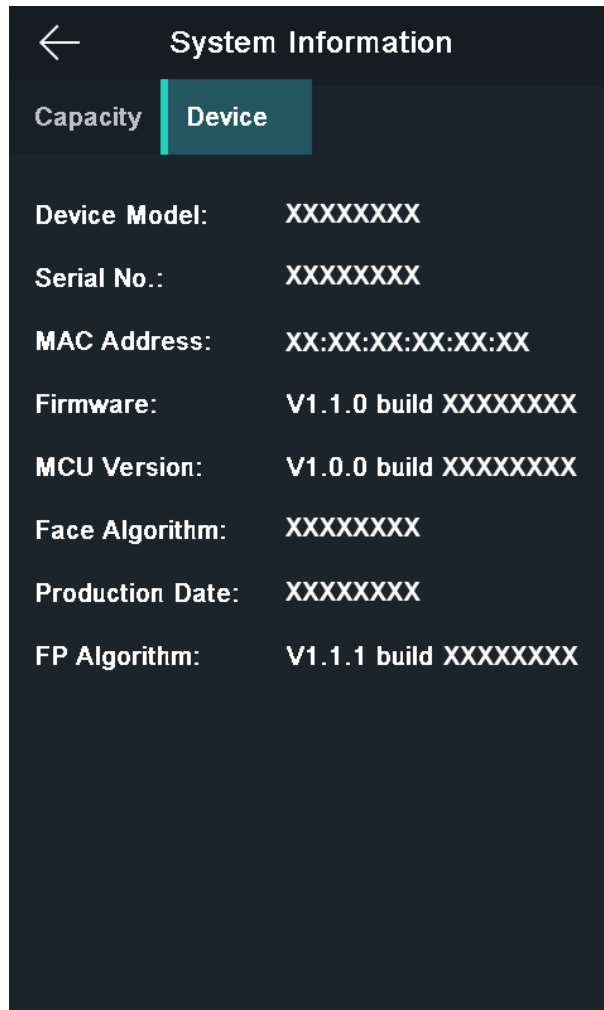 System Information
Capacity Device
Device Model: XXXXXXXX
Serial No.: XXXXXXXX
MAC Address: XX:XX:XX:XX:XX:XX
Firmware: V1.1.0 build XXXXXXXX
MCU Version: V1.0.0 build XXXXXXXX
Face Algorithm: XXXXXXXX
Production Date: XXXXXXXX
FP Algorithm: V1.1.1 build XXXXXXXX